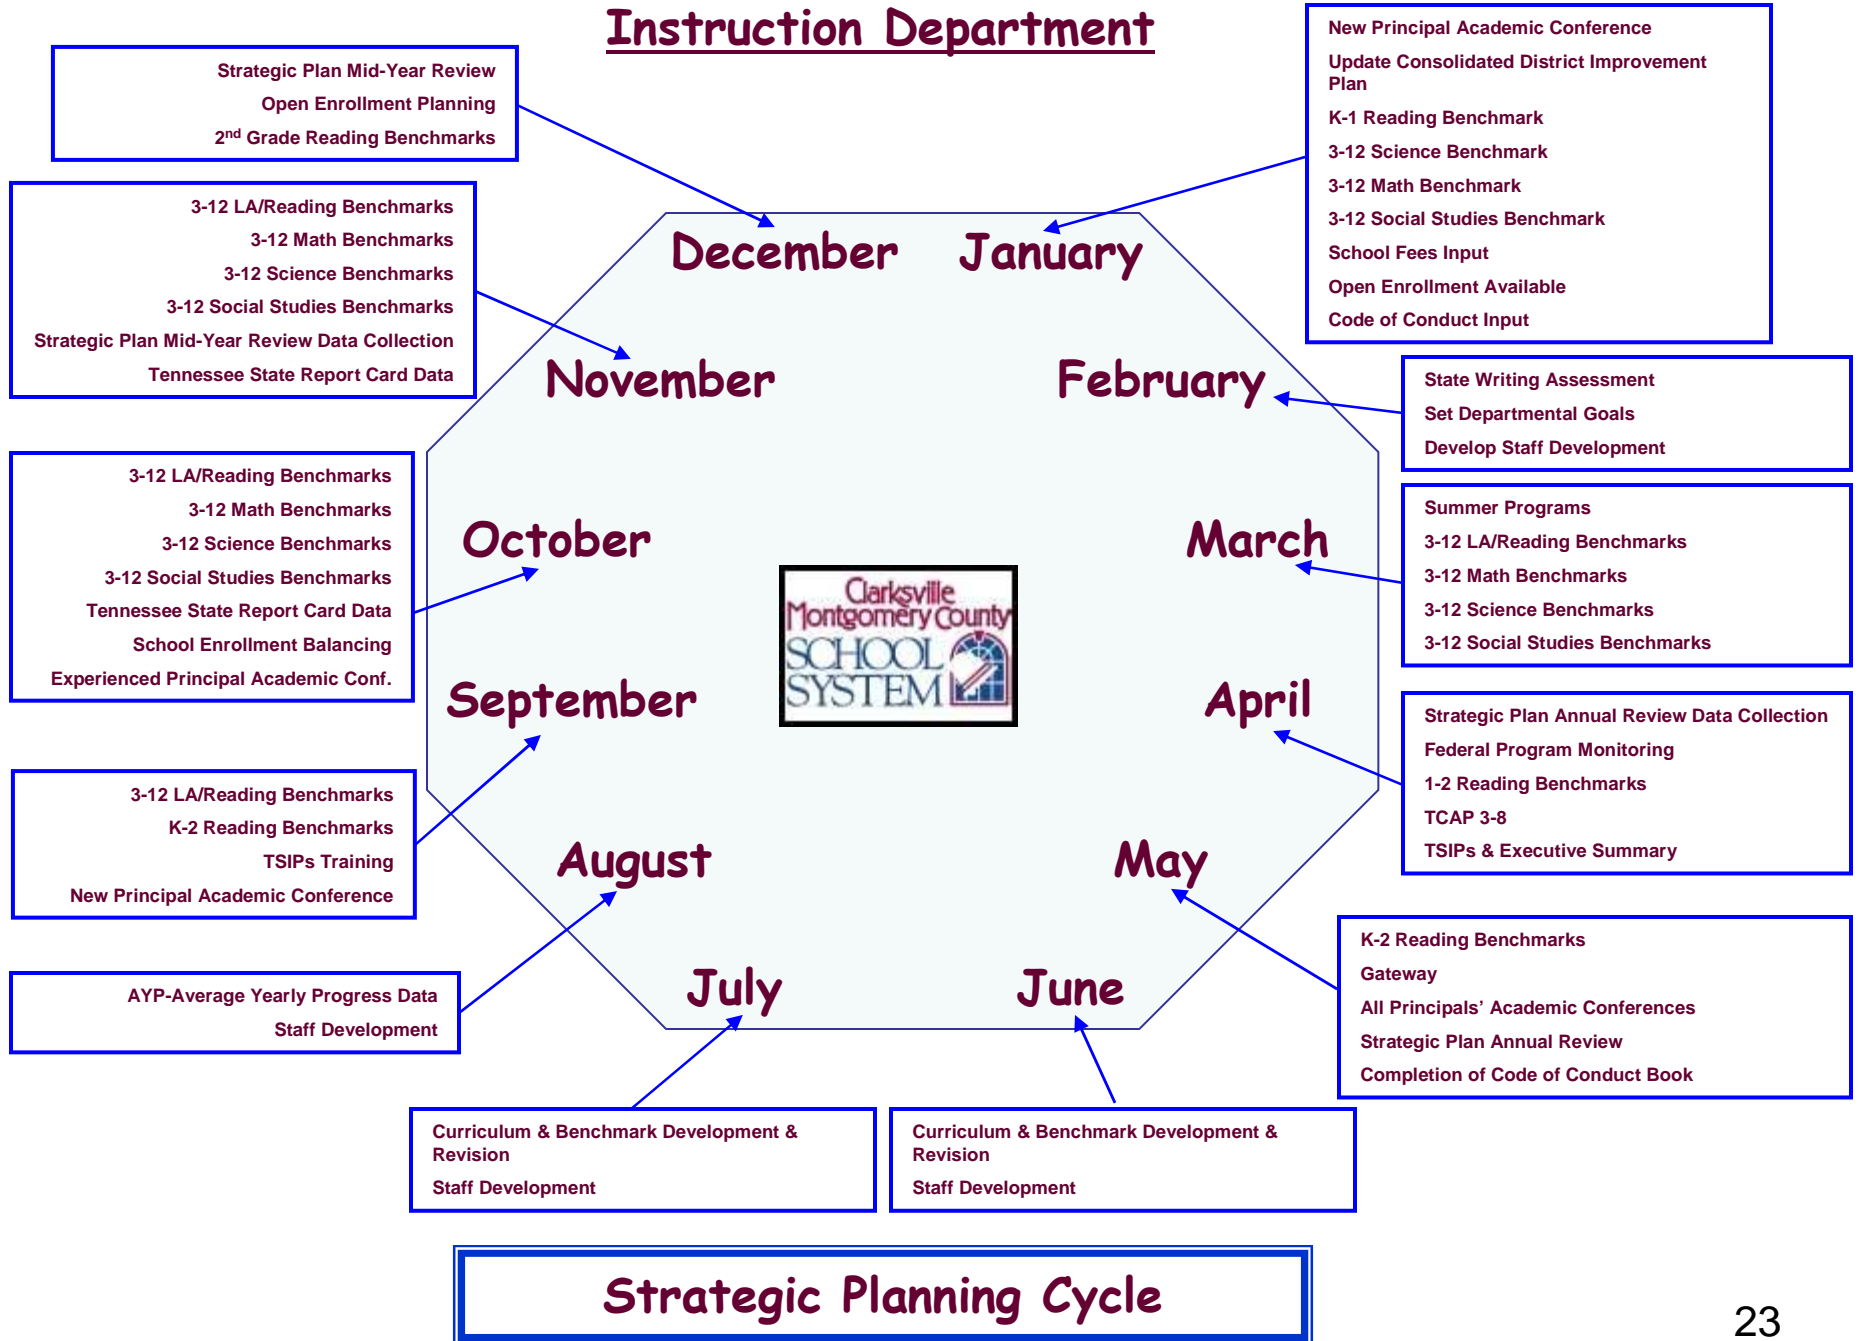 Instruction Department
Strategic Plan Mid-Year Review
Open Enrollment Planning
2nd Grade Reading Benchmarks
New Principal Academic Conference
Update Consolidated District Improvement
Plan
K-1 Reading Benchmark
3-12 Science Benchmark
3-12 Math Benchmark
3-12 Social Studies Benchmark
School Fees Input
Open Enrollment Available
Code of Conduct Input
3-12 LA/Reading Benchmarks
3-12 Math Benchmarks
3-12 Science Benchmarks
3-12 Social Studies Benchmarks
Strategic Plan Mid-Year Review Data Collection
Tennessee State Report Card Data
December
January
November
February
State Writing Assessment
Set Departmental Goals
Develop Staff Development
3-12 LA/Reading Benchmarks
3-12 Math Benchmarks
3-12 Science Benchmarks
3-12 Social Studies Benchmarks
Tennessee State Report Card Data
School Enrollment Balancing
Experienced Principal Academic Conf.
October
March
Summer Programs
3-12 LA/Reading Benchmarks
3-12 Math Benchmarks
3-12 Science Benchmarks
3-12 Social Studies Benchmarks
Clarksville
Montgomery County
SCHOOL
SYSTEM
September
April
Strategic Plan Annual Review Data Collection
Federal Program Monitoring
1-2 Reading Benchmarks
TCAP 3-8
TSIPs & Executive Summary
3-12 LA/Reading Benchmarks
K-2 Reading Benchmarks
TSIPs Training
New Principal Academic Conference
August
May
K-2 Reading Benchmarks
Gateway
All Principals’ Academic Conferences
Strategic Plan Annual Review
Completion of Code of Conduct Book
AYP-Average Yearly Progress Data
Staff Development
July
June
Curriculum & Benchmark Development &
Revision
Staff Development
Curriculum & Benchmark Development &
Revision
Staff Development
Strategic Planning Cycle
23